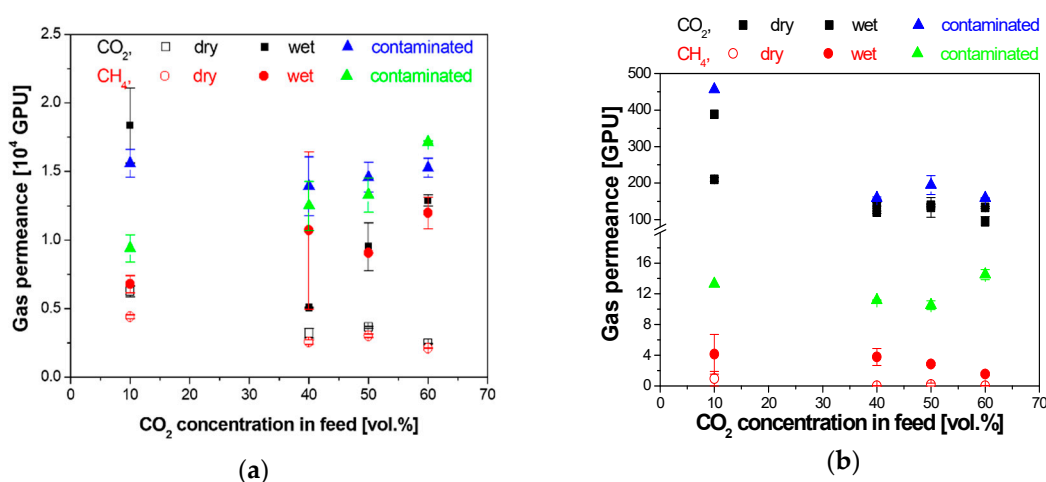 CO2, dry wet contaminated
CH4, dry wet contaminated
Gas permeance [10^4 GPU]
2.5
2.0
1.5
1.0
0.5
0.0
0 10 20 30 40 50 60 70
CO2 concentration in feed [vol.%]
(a)
CO2, dry wet contaminated
CH4, dry wet contaminated
Gas permeance [GPU]
500
400
300
200
100
16
12
8
4
0
0 10 20 30 40 50 60 70
CO2 concentration in feed [vol.%]
(b)